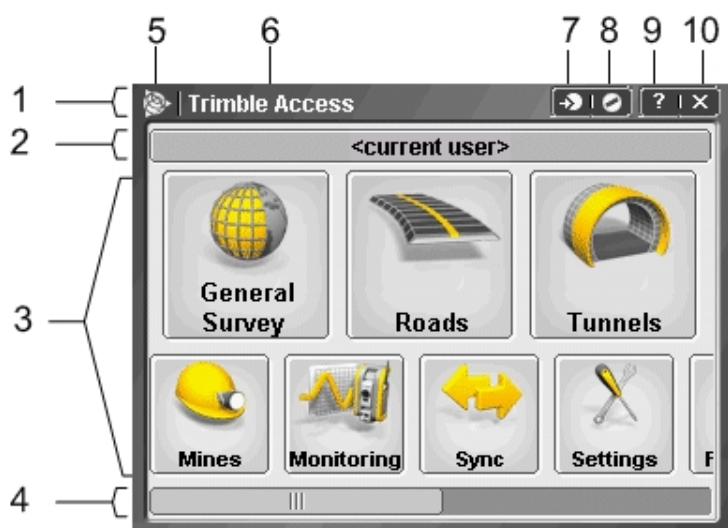 5 6 7 8 9 10
1 Trimble Access ? X
2 <current user>
3
General Survey Roads Tunnels
Mines Monitoring Sync Settings F
4